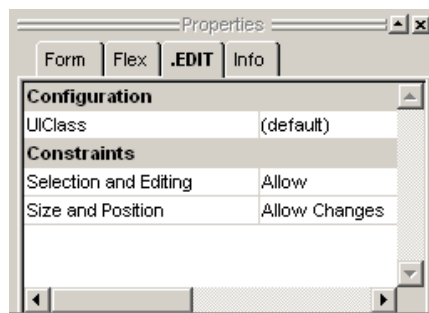 Properties
Form Flex .EDIT Info
Configuration
UIClass (default)
Constraints
Selection and Editing Allow
Size and Position Allow Changes